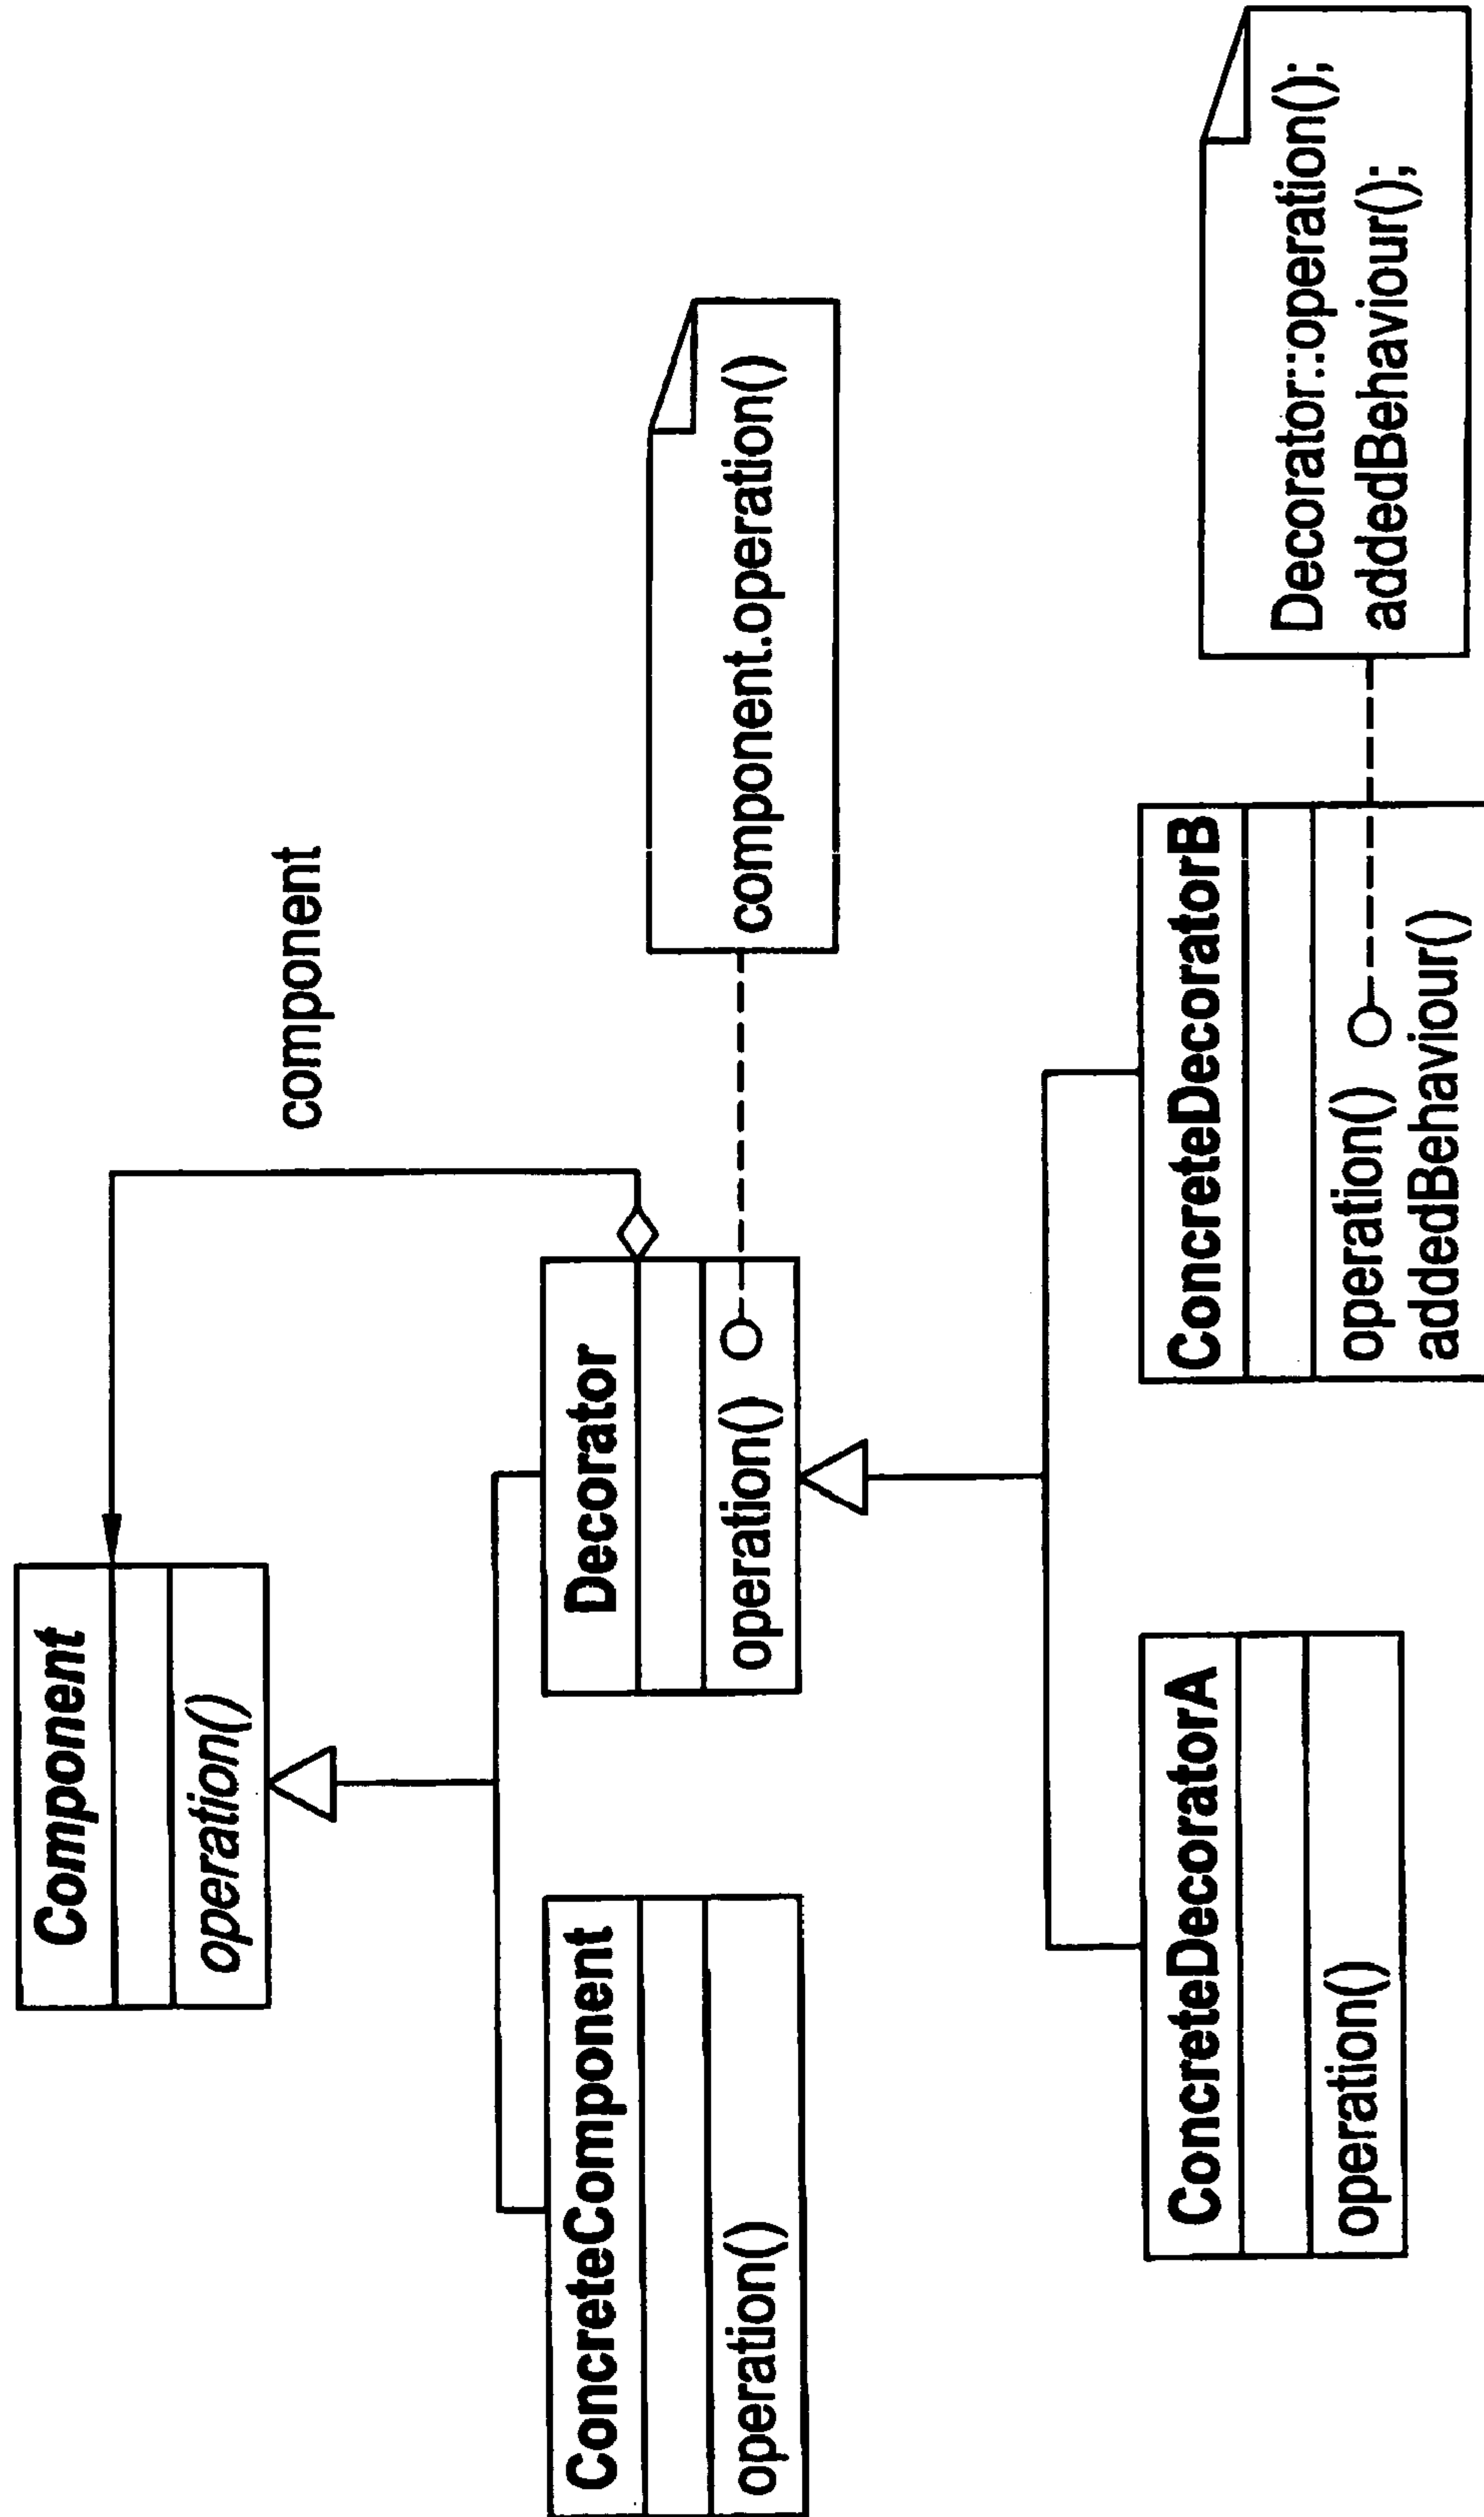 Component
operation()
component
ConcreteComponent
operation()
Decorator
operation()
component.operation()
ConcreteDecoratorA
operation()
ConcreteDecoratorB
operation()
addedBehaviour()
Decorator::operation();
addedBehaviour();